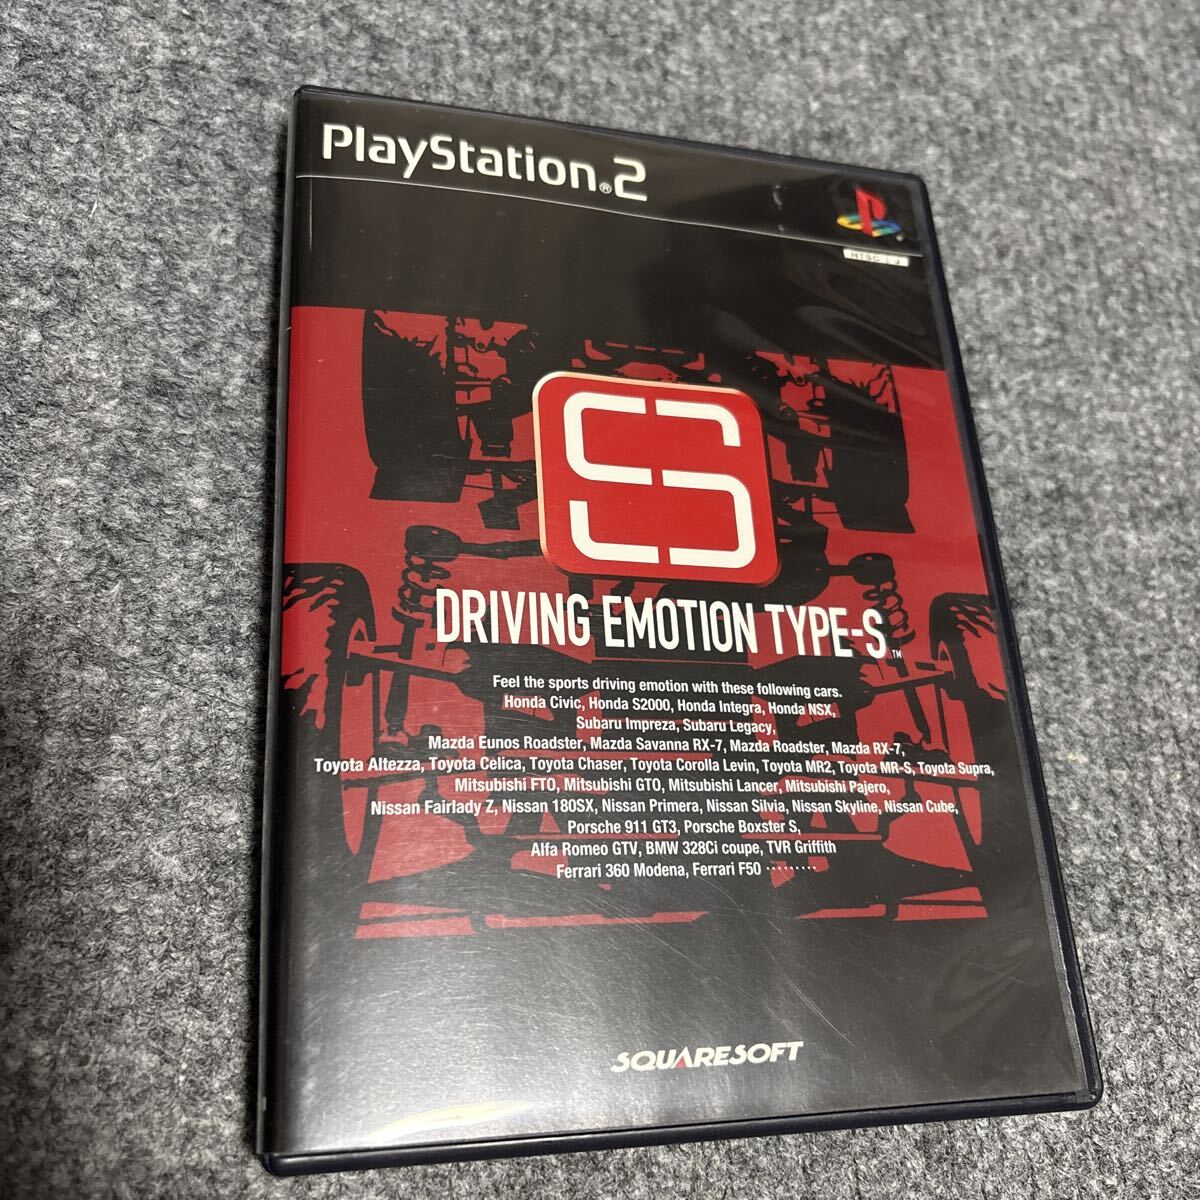 PlayStation®2
NTSC J
S
DRIVING EMOTION TYPE-S™
Feel the sports driving emotion with these following cars.
Honda Civic, Honda S2000, Honda Integra, Honda NSX,
Subaru Impreza, Subaru Legacy,
Mazda Eunos Roadster, Mazda Savanna RX-7, Mazda Roadster, Mazda RX-7,
Toyota Altezza, Toyota Celica, Toyota Chaser, Toyota Corolla Levin, Toyota MR2, Toyota MR-S, Toyota Supra,
Mitsubishi FTO, Mitsubishi GTO, Mitsubishi Lancer, Mitsubishi Pajero,
Nissan Fairlady Z, Nissan 180SX, Nissan Primera, Nissan Silvia, Nissan Skyline, Nissan Cube,
Porsche 911 GT3, Porsche Boxster S,
Alfa Romeo GTV, BMW 328Ci coupe, TVR Griffith
Ferrari 360 Modena, Ferrari F50 ·········
SQUARESOFT